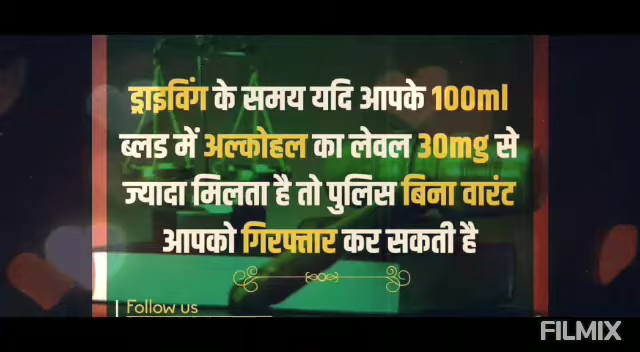 ड्राइविंग के समय यदि आपके 100ml
ब्लड में अल्कोहल का लेवल 30mg से
ज्यादा मिलता है तो पुलिस बिना वारंट
आपको गिरफ्तार कर सकती है
Follow us
FILMIX